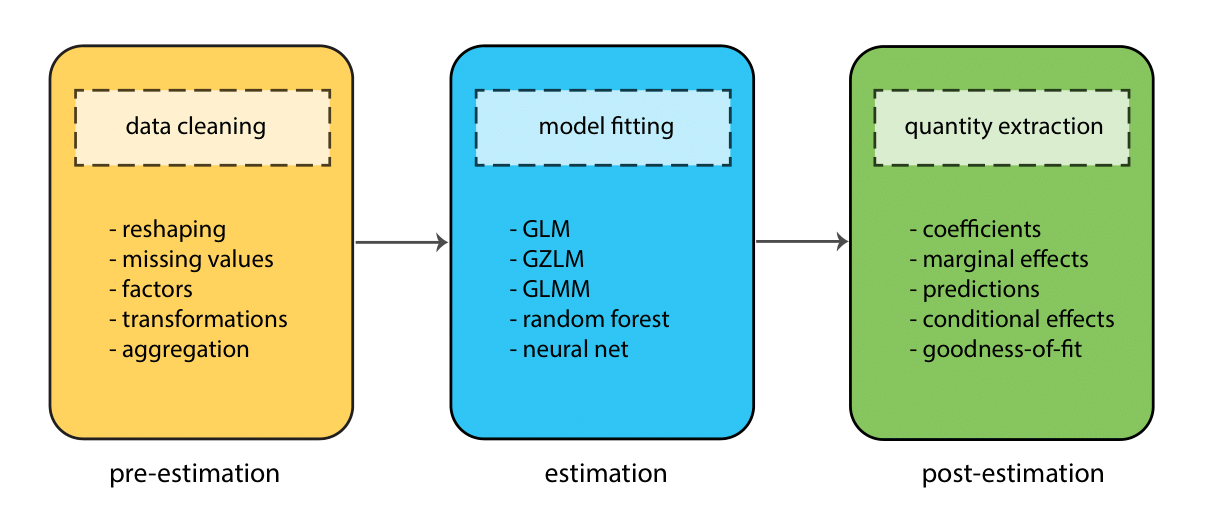 data cleaning
- reshaping
- missing values
- factors
- transformations
- aggregation
pre-estimation
model fitting
- GLM
- GZLM
- GLMM
- random forest
- neural net
estimation
quantity extraction
- coefficients
- marginal effects
- predictions
- conditional effects
- goodness-of-fit
post-estimation